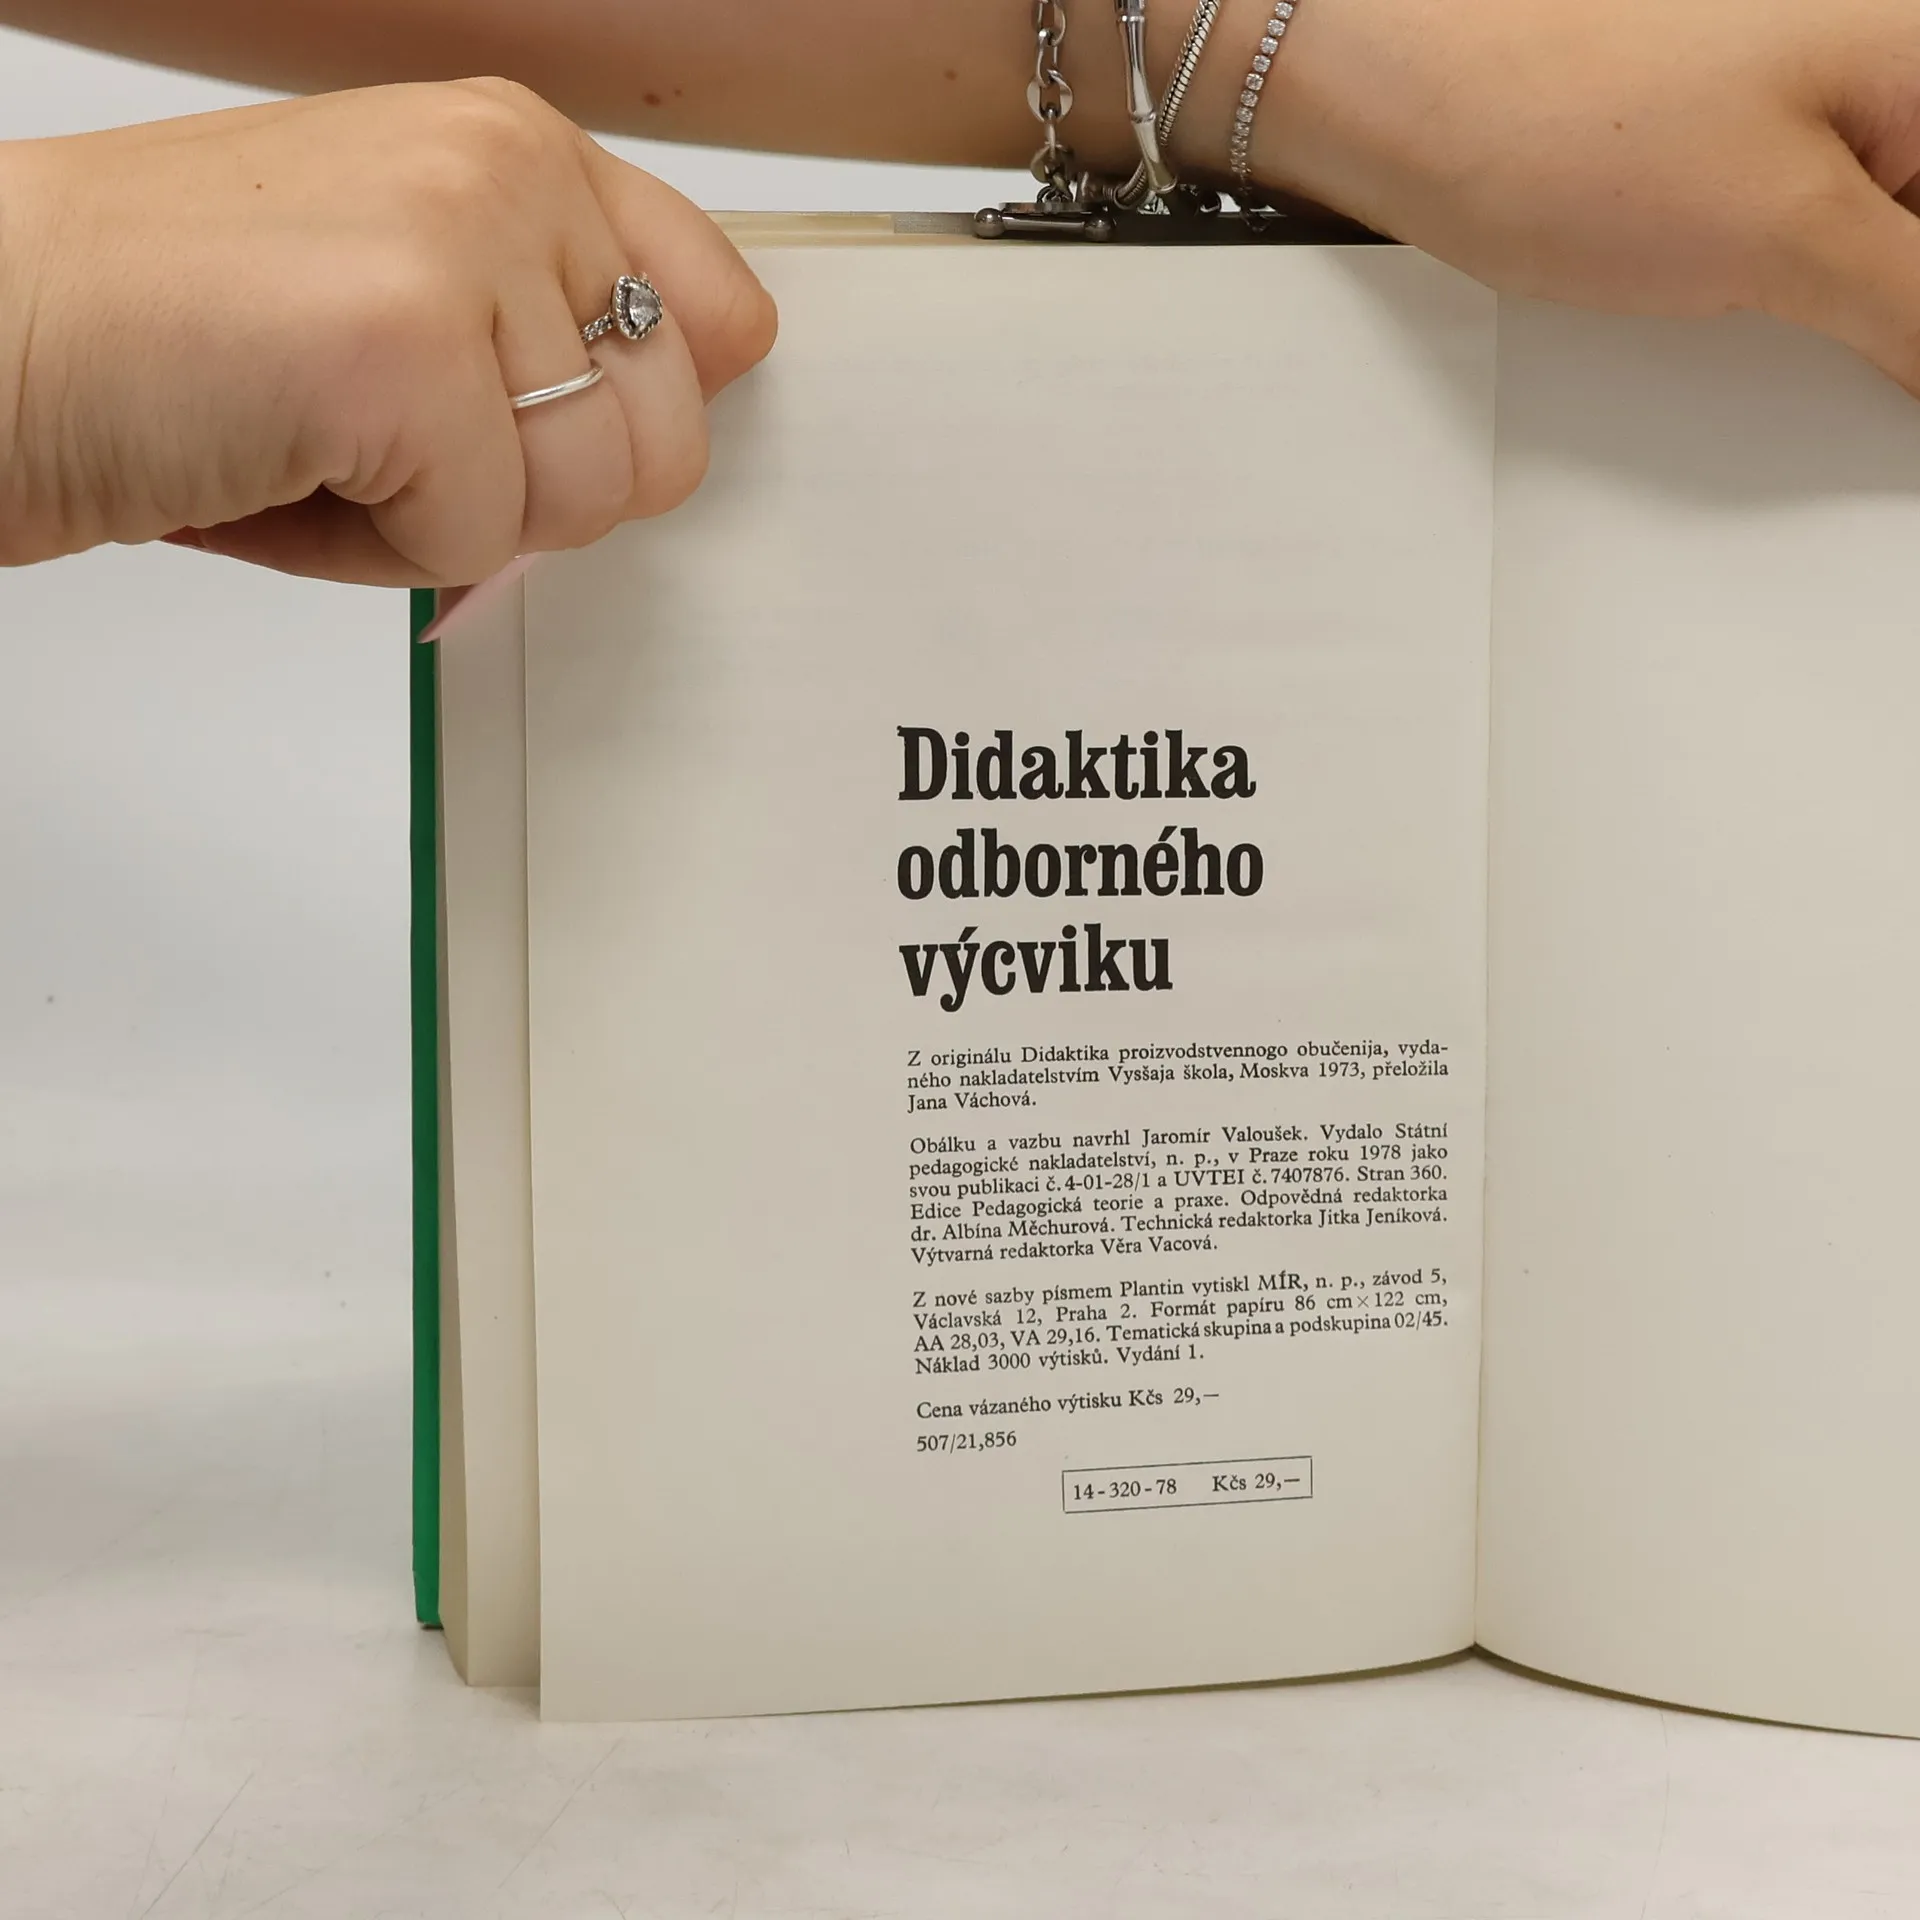 Didaktika
odborného
výcviku
Z originálu Didaktika proizvodstvennogo obučenija, vyda-
ného nakladatelstvím Vysšaja škola, Moskva 1973, přeložila
Jana Váchová.
Obálku a vazbu navrhl Jaromír Valoušek. Vydalo Státní
pedagogické nakladatelství, n. p., v Praze roku 1978 jako
svou publikaci č. 4-01-28/1 a UVTEI č. 7407876. Stran 360.
Edice Pedagogická teorie a praxe. Odpovědná redaktorka
dr. Albína Měchurová. Technická redaktorka Jitka Jeníková.
Výtvarná redaktorka Věra Vacová.
Z nové sazby písmem Plantin vytiskl MÍR, n. p., závod 5,
Václavská 12, Praha 2. Formát papíru 86 cm × 122 cm,
AA 28,03, VA 29,16. Tematická skupina a podskupina 02/45.
Náklad 3000 výtisků. Vydání 1.
Cena vázaného výtisku Kčs 29,—
507/21,856
14-320-78 Kčs 29,—